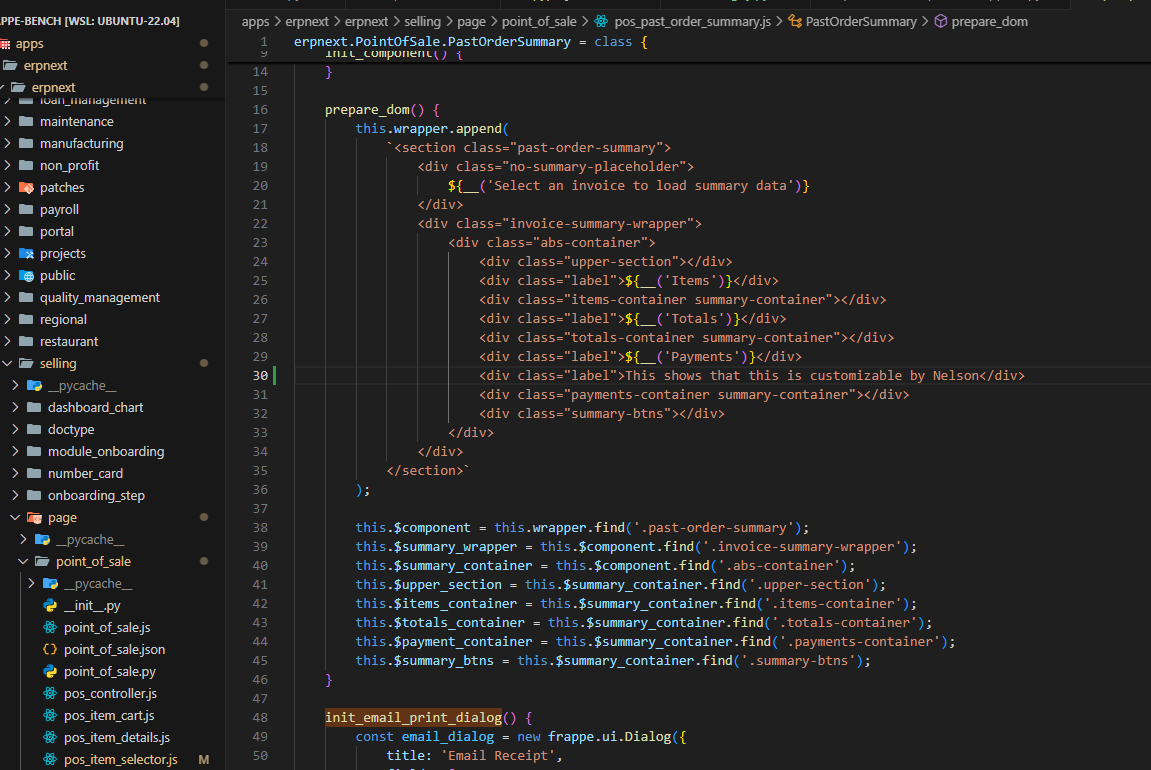 APPE-BENCH [WSL: UBUNTU-22.04]
apps
erpnext
erpnext
loan_management
maintenance
manufacturing
non_profit
patches
payroll
portal
projects
public
quality_management
regional
restaurant
selling
__pycache__
dashboard_chart
doctype
module_onboarding
number_card
onboarding_step
page
__pycache__
point_of_sale
__pycache__
__init__.py
point_of_sale.js
point_of_sale.json
point_of_sale.py
pos_controller.js
pos_item_cart.js
pos_item_details.js
pos_item_selector.js M
apps > erpnext > erpnext > selling > page > point_of_sale > pos_past_order_summary.js > PastOrderSummary > prepare_dom
1 erpnext.PointOfSale.PastOrderSummary = class {
9 init_component() {
14 }
15
16 prepare_dom() {
17 this.wrapper.append(
18 `<section class="past-order-summary">
19 <div class="no-summary-placeholder">
20 ${__('Select an invoice to load summary data')}
21 </div>
22 <div class="invoice-summary-wrapper">
23 <div class="abs-container">
24 <div class="upper-section"></div>
25 <div class="label">${__('Items')}</div>
26 <div class="items-container summary-container"></div>
27 <div class="label">${__('Totals')}</div>
28 <div class="totals-container summary-container"></div>
29 <div class="label">${__('Payments')}</div>
30 <div class="label">This shows that this is customizable by Nelson</div>
31 <div class="payments-container summary-container"></div>
32 <div class="summary-btns"></div>
33 </div>
34 </div>
35 </section>`
36 );
37
38 this.$component = this.wrapper.find('.past-order-summary');
39 this.$summary_wrapper = this.$component.find('.invoice-summary-wrapper');
40 this.$summary_container = this.$component.find('.abs-container');
41 this.$upper_section = this.$summary_container.find('.upper-section');
42 this.$items_container = this.$summary_container.find('.items-container');
43 this.$totals_container = this.$summary_container.find('.totals-container');
44 this.$payment_container = this.$summary_container.find('.payments-container');
45 this.$summary_btns = this.$summary_container.find('.summary-btns');
46 }
47
48 init_email_print_dialog() {
49 const email_dialog = new frappe.ui.Dialog({
50 title: 'Email Receipt',